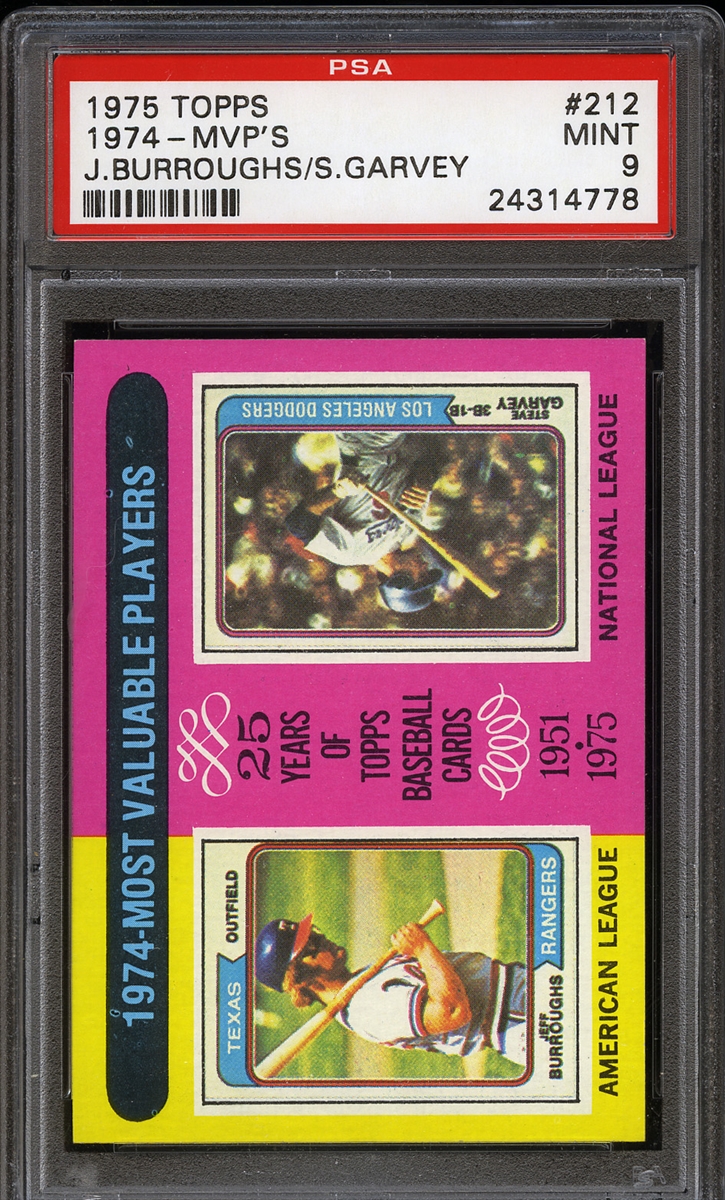 PSA
1975 TOPPS #212
1974-MVP'S MINT
J.BURROUGHS/S.GARVEY 9
24314778
1974-MOST VALUABLE PLAYERS
TEXAS
OUTFIELD
JEFF
BURROUGHS
RANGERS
AMERICAN LEAGUE
25
YEARS
OF
TOPPS
BASEBALL
CARDS
1951
•
1975
STEVE
GARVEY 3B-1B
LOS ANGELES DODGERS
NATIONAL LEAGUE